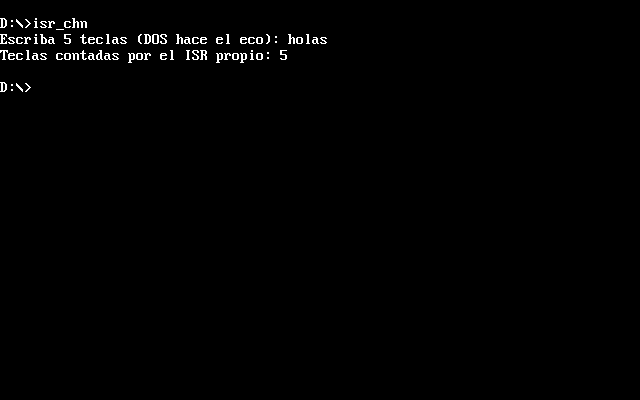 D:\>isr_chn
Escriba 5 teclas (DOS hace el eco): holas
Teclas contadas por el ISR propio: 5
D:\>